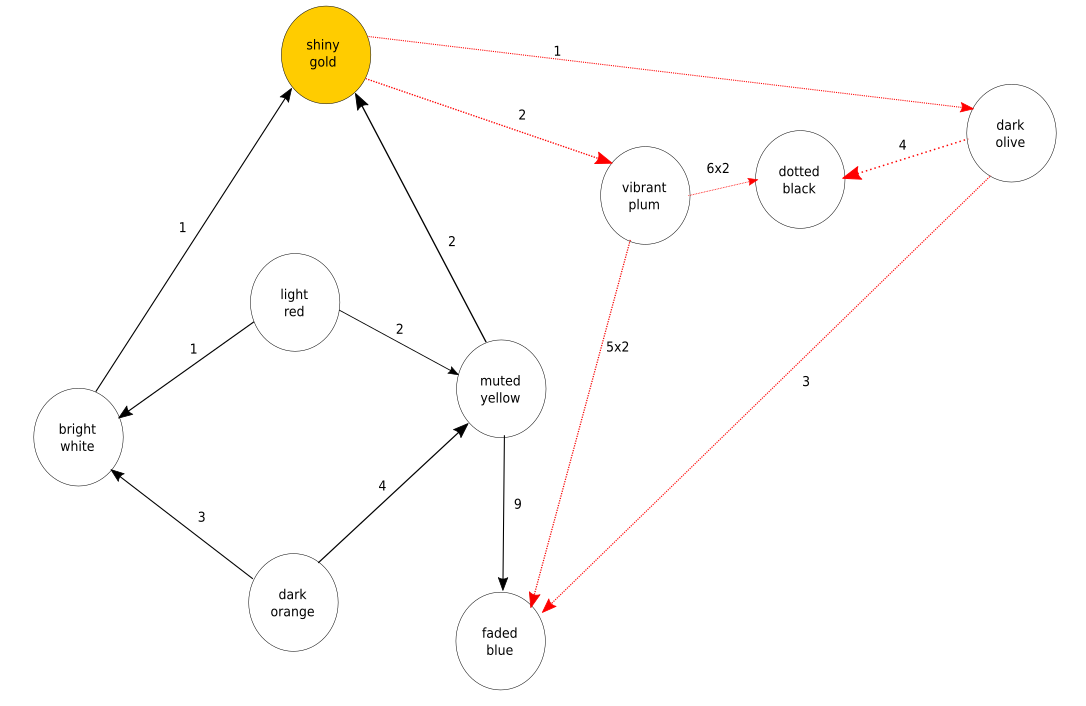 shiny
gold
1
2
dark
olive
4
dotted
black
6x2
vibrant
plum
1
2
light
red
2
1
5x2
muted
yellow
3
bright
white
4
9
3
dark
orange
faded
blue